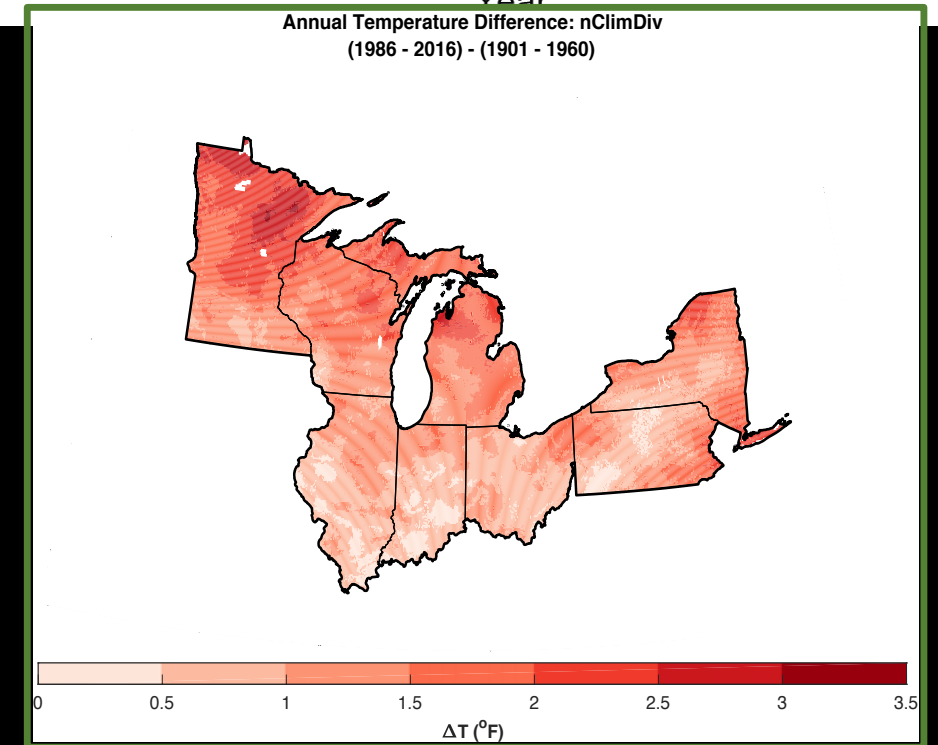 Year
Annual Temperature Difference: nClimDiv
(1986 - 2016) - (1901 - 1960)
0 0.5 1 1.5 2 2.5 3 3.5
ΔT (°F)